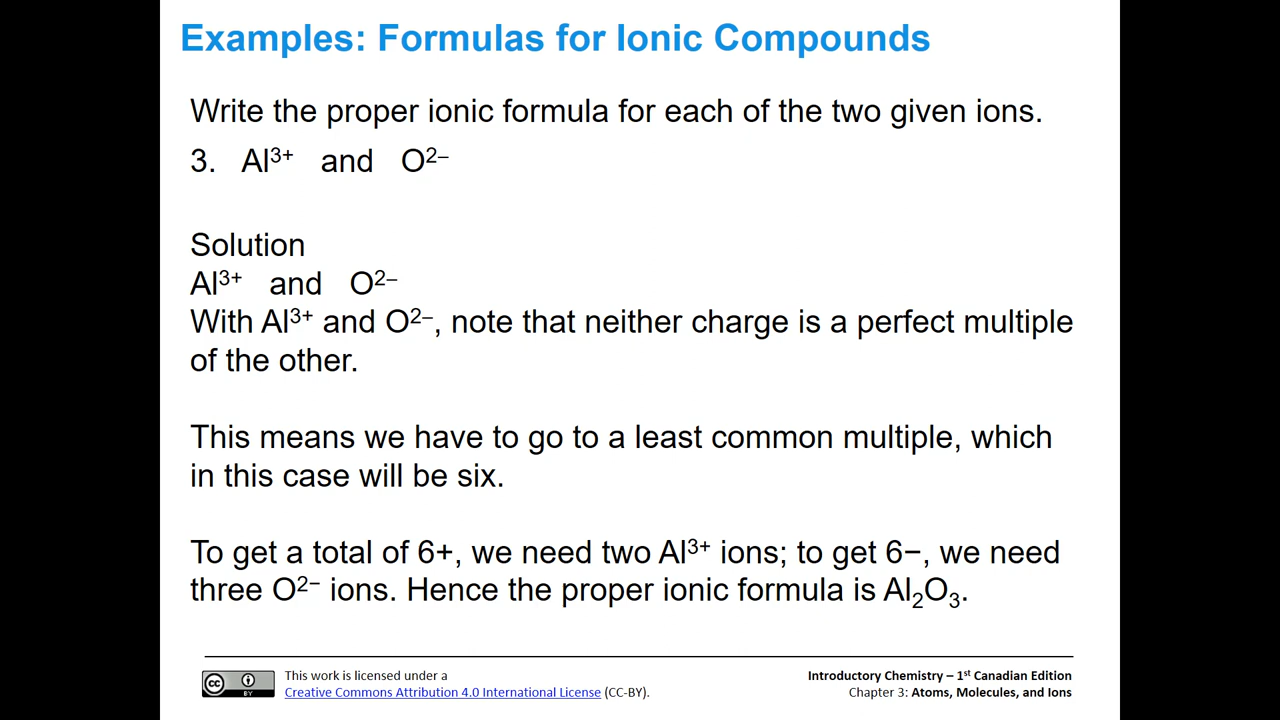 Examples: Formulas for Ionic Compounds
Write the proper ionic formula for each of the two given ions.
3. Al³⁺ and O²⁻
Solution
Al³⁺ and O²⁻
With Al³⁺ and O²⁻, note that neither charge is a perfect multiple
of the other.
This means we have to go to a least common multiple, which
in this case will be six.
To get a total of 6+, we need two Al³⁺ ions; to get 6−, we need
three O²⁻ ions. Hence the proper ionic formula is Al₂O₃.
cc BY
This work is licensed under a
Creative Commons Attribution 4.0 International License (CC-BY).
Introductory Chemistry – 1ˢᵗ Canadian Edition
Chapter 3: Atoms, Molecules, and Ions